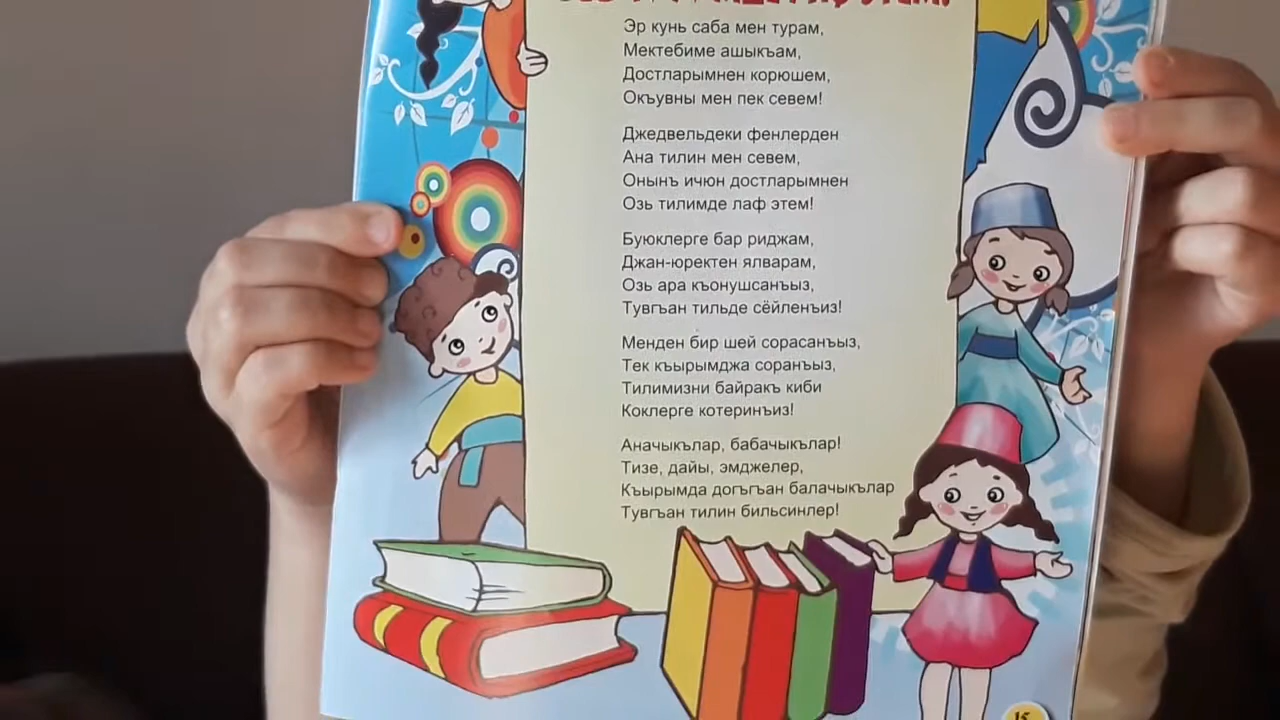 Эр кунь саба мен турам,
Мектебиме ашыкъам,
Достларымнен корюшем,
Окъувны мен пек севем!
Джедвельдеки фенлерден
Ана тилин мен севем,
Онынъ ичюн достларымнен
Озь тилимде лаф этем!
Буюклерге бар риджам,
Джан-юректен ялварам,
Озь ара къонушсанъыз,
Тувгъан тильде сёйленъиз!
Менден бир шей сорасанъыз,
Тек къырымджа соранъыз,
Тилимизни байракъ киби
Коклерге котеринъиз!
Аначыкълар, бабачыкълар!
Тизе, дайы, эмджелер,
Къырымда догъгъан балачыкълар
Тувгъан тилин бильсинлер!
15